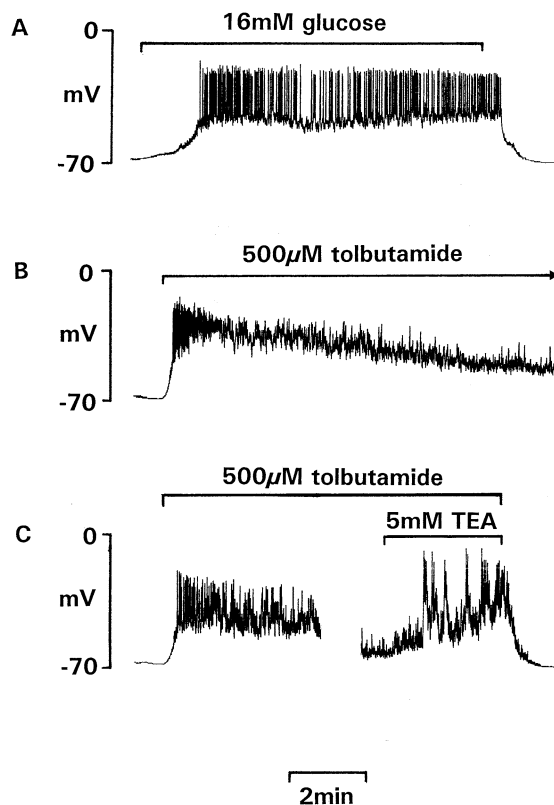 A
16mM glucose
0
mV
-70
B
500µM tolbutamide
0
mV
-70
C
500µM tolbutamide
5mM TEA
0
mV
-70
2min